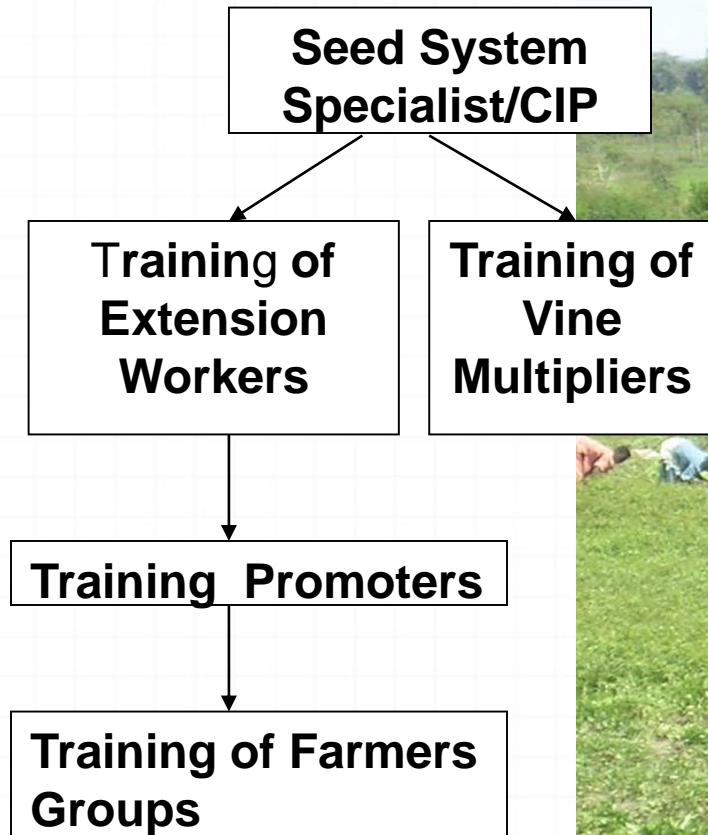 Seed System
Specialist/CIP
Training of
Extension
Workers
Training of
Vine
Multipliers
Training Promoters
Training of Farmers
Groups